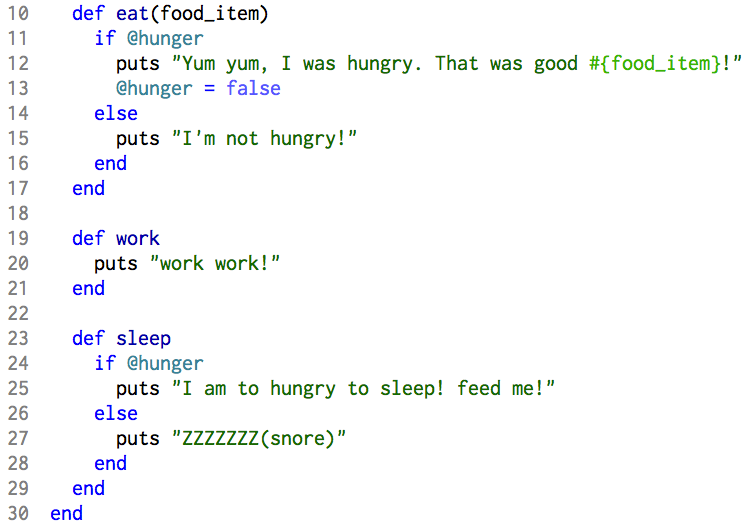 10    def eat(food_item)
11      if @hunger
12        puts "Yum yum, I was hungry. That was good #{food_item}!"
13        @hunger = false
14      else
15        puts "I'm not hungry!"
16      end
17    end
18
19    def work
20      puts "work work!"
21    end
22
23    def sleep
24      if @hunger
25        puts "I am to hungry to sleep! feed me!"
26      else
27        puts "ZZZZZZZ(snore)"
28      end
29    end
30  end